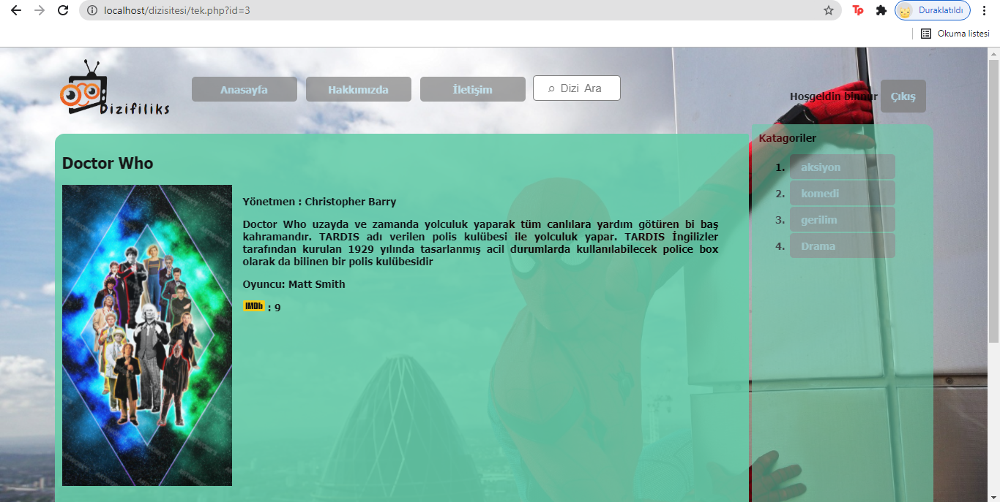 localhost/dizisitesi/tek.php?id=3
Tp
Duraklatıldı
Okuma listesi
Dizifiliks
Anasayfa
Hakkımızda
İletişim
Dizi Ara
Hoşgeldin binnur
Çıkış
Doctor Who
Yönetmen : Christopher Barry
Doctor Who uzayda ve zamanda yolculuk yaparak tüm canlılara yardım götüren bi baş
kahramandır. TARDIS adı verilen polis kulübesi ile yolculuk yapar. TARDIS İngilizler
tarafından kurulan 1929 yılında tasarlanmış acil durumlarda kullanılabilecek police box
olarak da bilinen bir polis kulübesidir
Oyuncu: Matt Smith
IMDb : 9
Katagoriler
1. aksiyon
2. komedi
3. gerilim
4. Drama